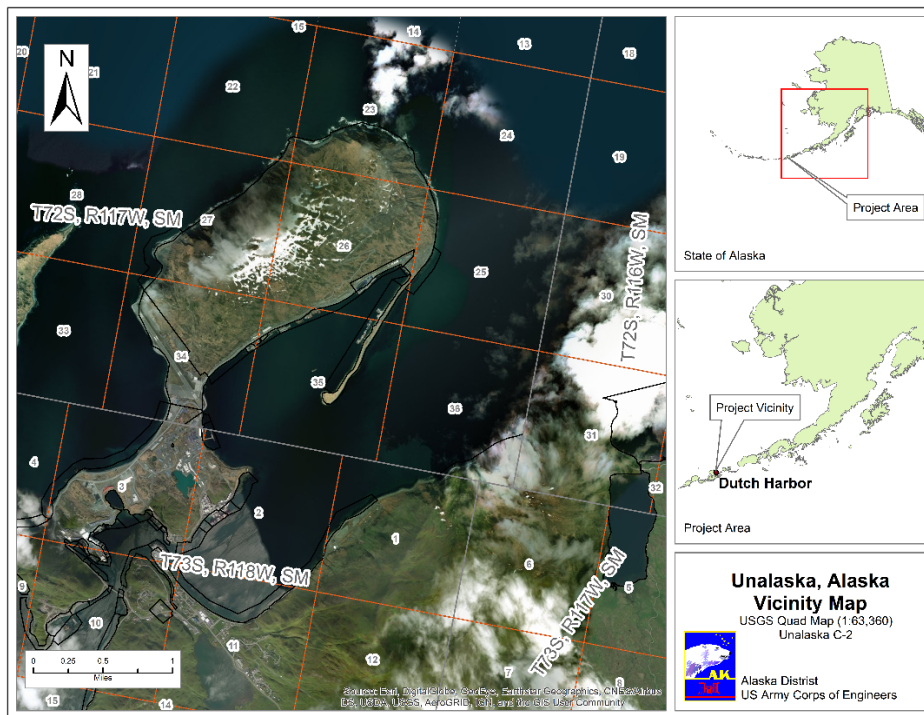 N
15
14
13
18
20
21
22
23
24
19
28
T72S, R117W, SM
27
26
25
30
T72S, R116W, SM
33
34
35
36
31
32
4
3
2
1
6
5
T73S, R118W, SM
T73S, R117W, SM
9
10
11
12
7
8
15
14
0 0.25 0.5 1
Miles
Source: Esri, DigitalGlobe, GeoEye, Earthstar Geographics, CNES/Airbus
DS, USDA, USGS, AeroGRID, IGN, and the GIS User Community
Project Area
State of Alaska
Project Vicinity
Dutch Harbor
Project Area
Unalaska, Alaska
Vicinity Map
USGS Quad Map (1:63,360)
Unalaska C-2
AK
Alaska District
US Army Corps of Engineers